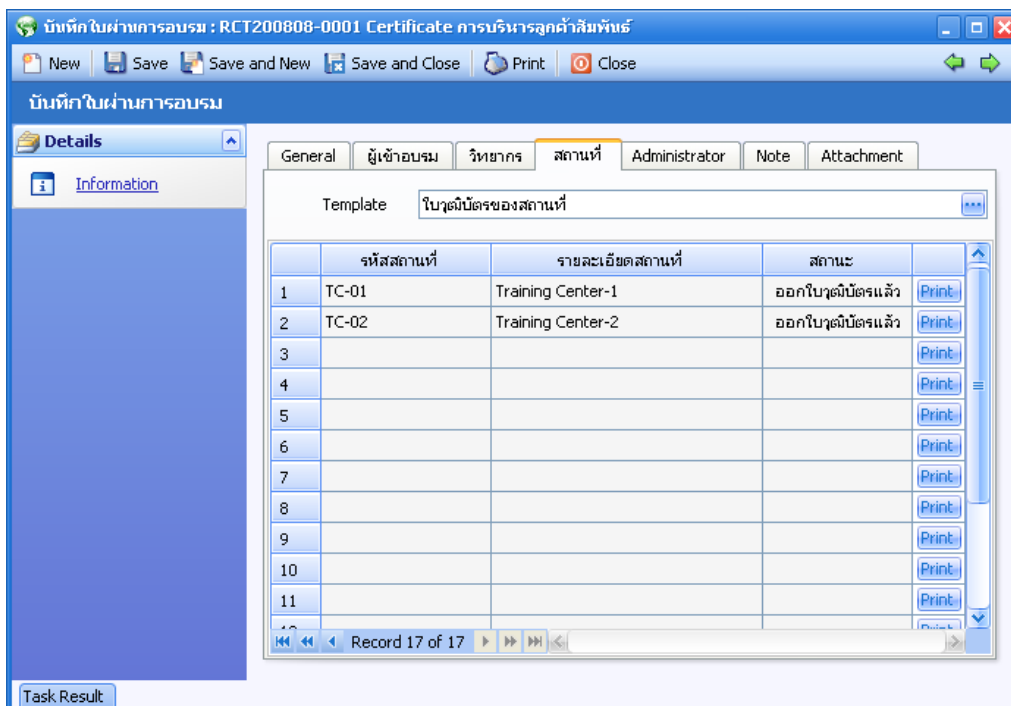 บันทึกใบผ่านการอบรม : RCT200808-0001 Certificate การบริหารลูกค้าสัมพันธ์
New Save Save and New Save and Close Print Close
บันทึกใบผ่านการอบรม
Details
Information
General ผู้เข้าอบรม วิทยากร สถานที่ Administrator Note Attachment
Template ใบวุฒิบัตรของสถานที่
รหัสสถานที่ รายละเอียดสถานที่ สถานะ
1 TC-01 Training Center-1 ออกใบวุฒิบัตรแล้ว Print
2 TC-02 Training Center-2 ออกใบวุฒิบัตรแล้ว Print
3 Print
4 Print
5 Print
6 Print
7 Print
8 Print
9 Print
10 Print
11 Print
Record 17 of 17
Task Result